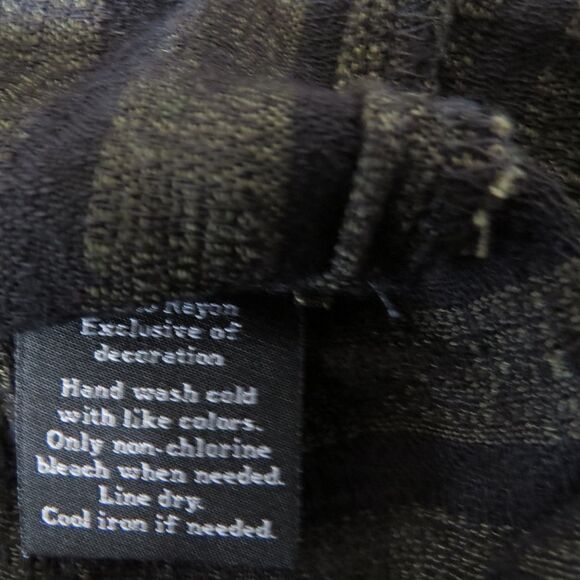 Rayon
Exclusive of
decoration
Hand wash cold
with like colors.
Only non-chlorine
bleach when needed.
Line dry.
Cool iron if needed.